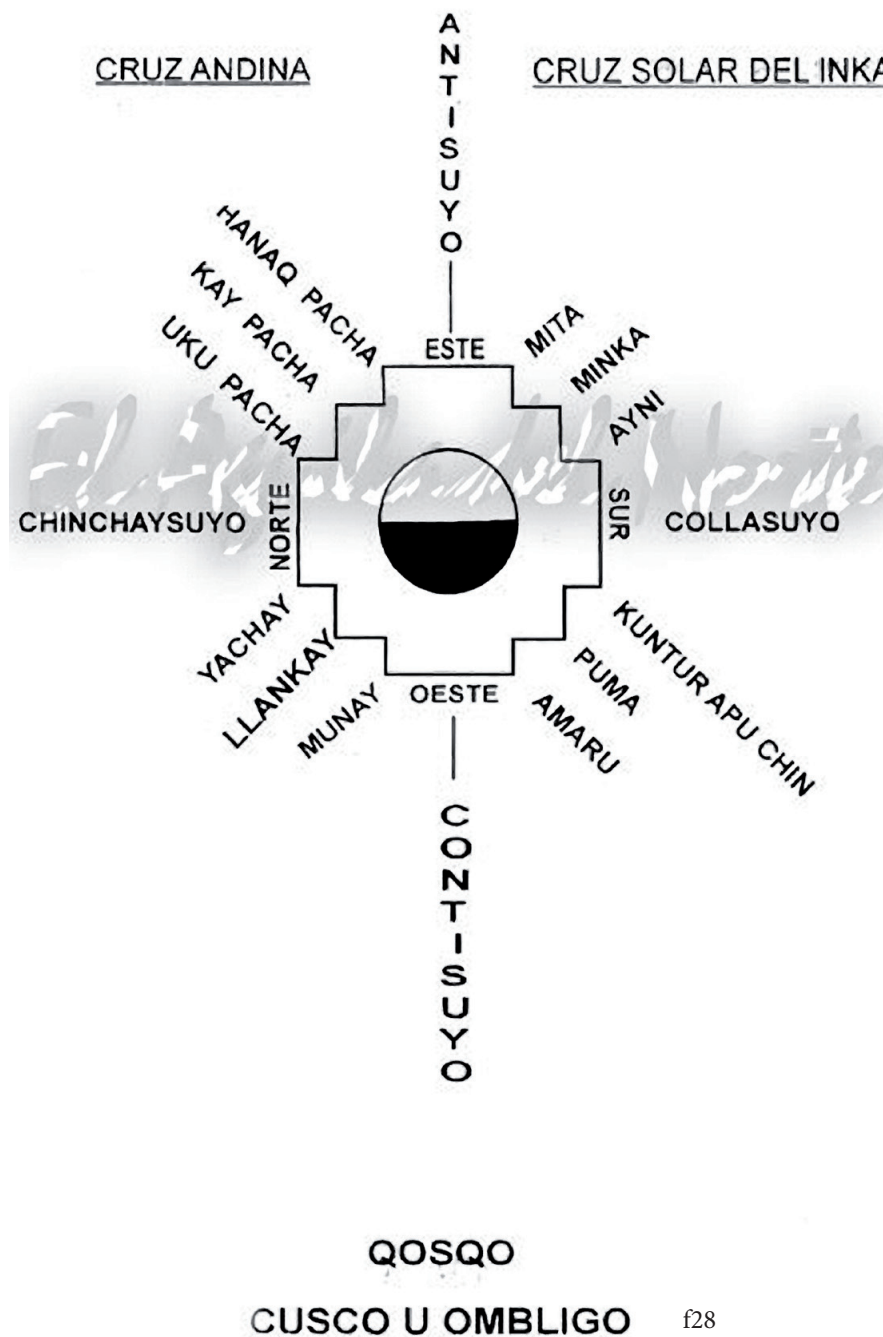 CRUZ ANDINA
CRUZ SOLAR DEL INKA
ANTISUYO
HANAQ PACHA
KAY PACHA
UKU PACHA
ESTE
MITA
MINKA
AYNI
CHINCHAYSUYO
NORTE
SUR
COLLASUYO
YACHAY
LLANKAY
MUNAY
OESTE
KUNTUR APU CHIN
PUMA
AMARU
CONTISUYO
QOSQO
CUSCO U OMBLIGO
f28